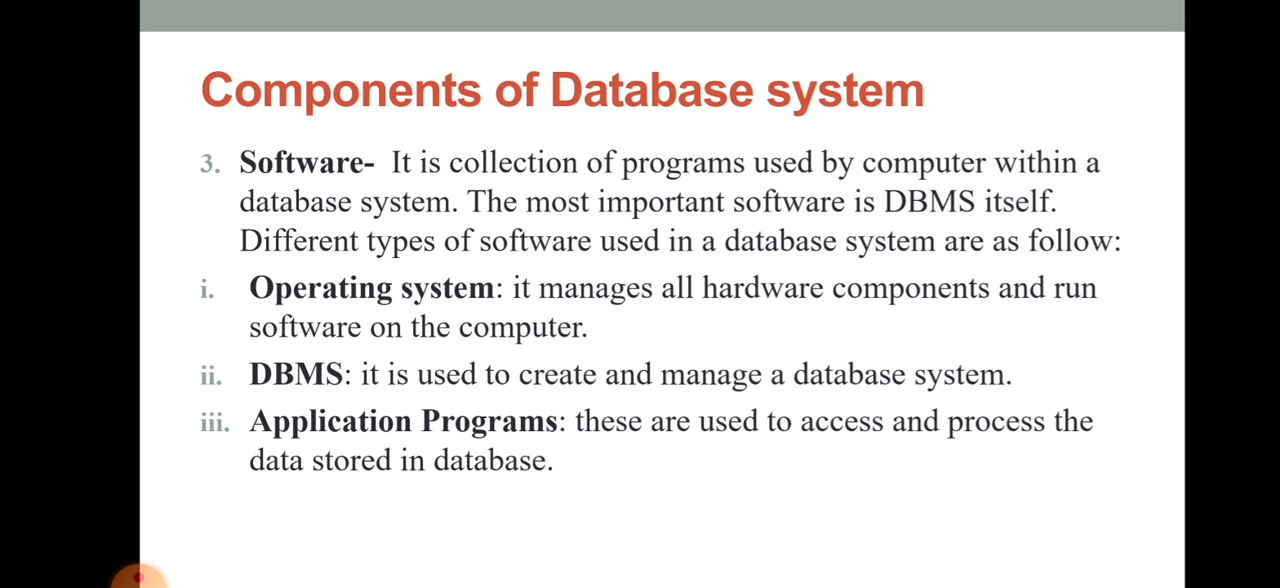 Components of Database system
3. Software- It is collection of programs used by computer within a
database system. The most important software is DBMS itself.
Different types of software used in a database system are as follow:
i. Operating system: it manages all hardware components and run
software on the computer.
ii. DBMS: it is used to create and manage a database system.
iii. Application Programs: these are used to access and process the
data stored in database.